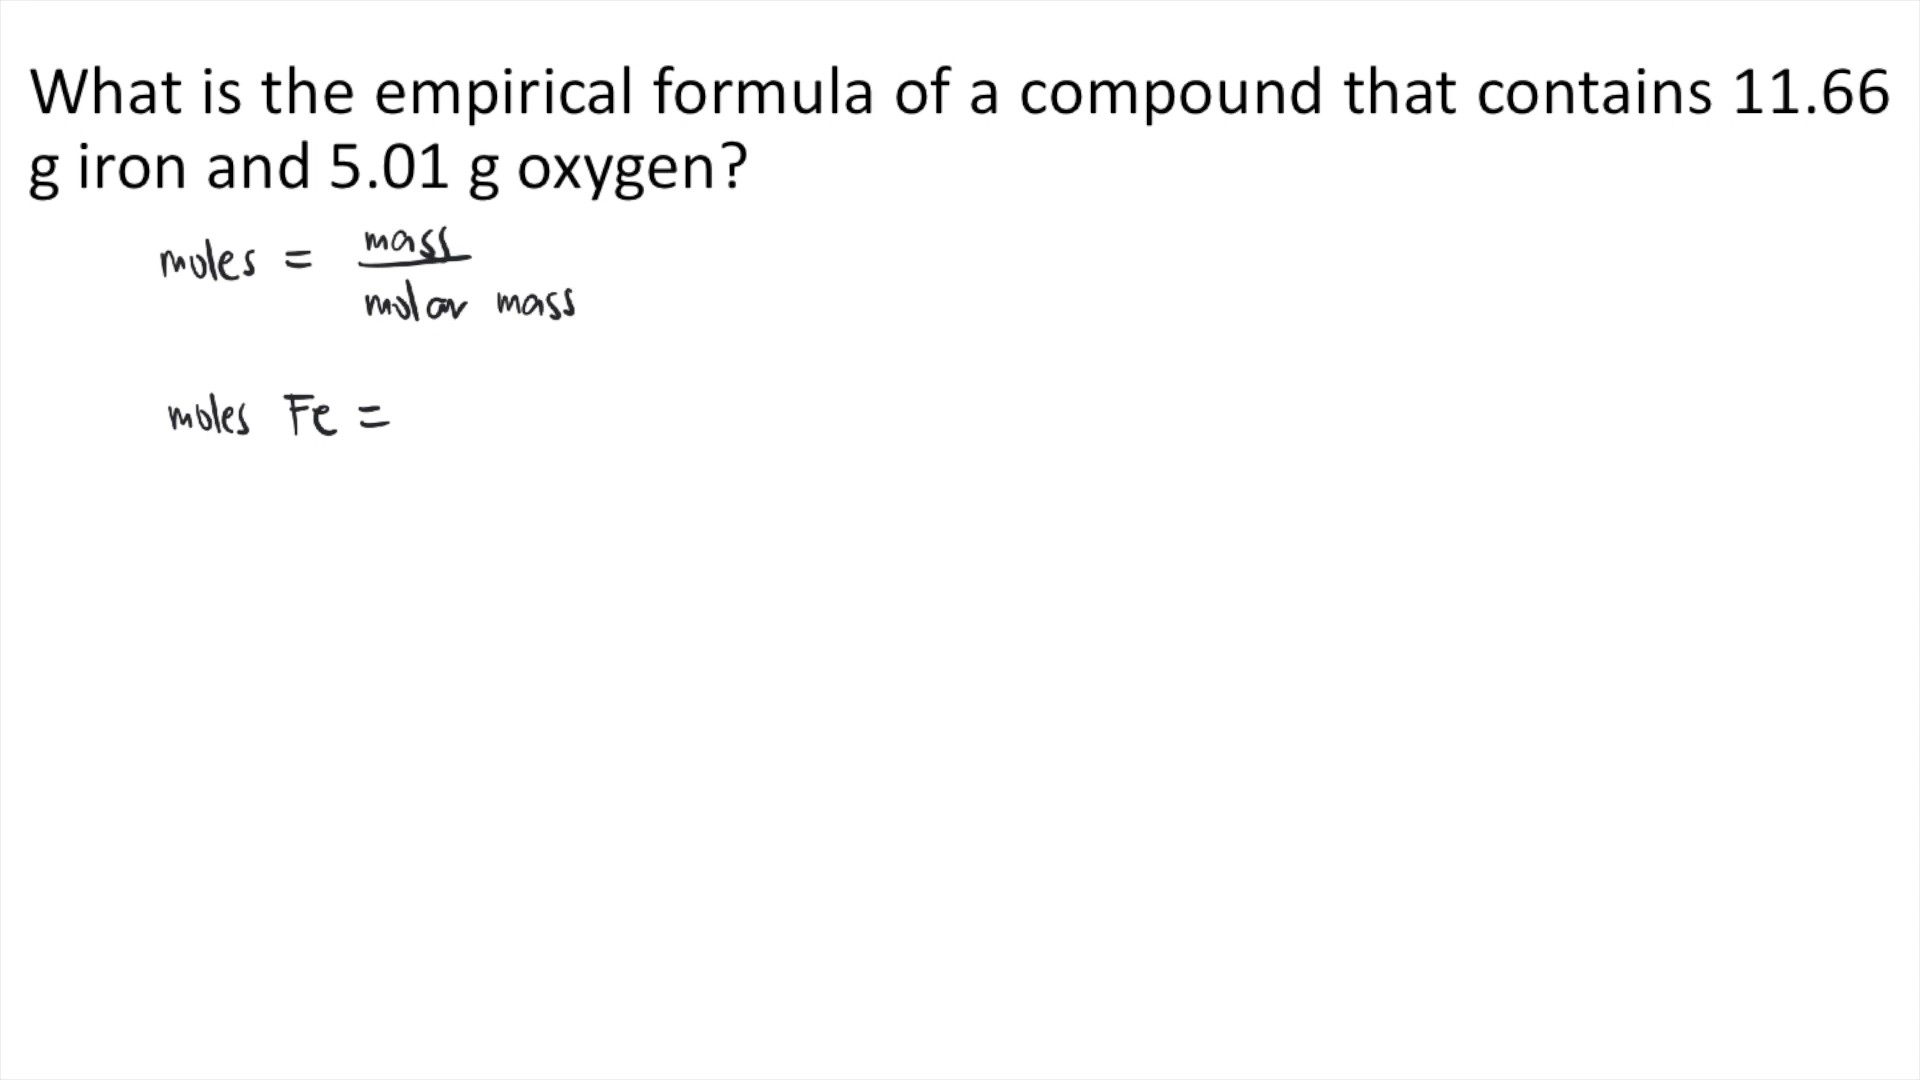 What is the empirical formula of a compound that contains 11.66
g iron and 5.01 g oxygen?
moles = mass
molar mass
moles Fe =